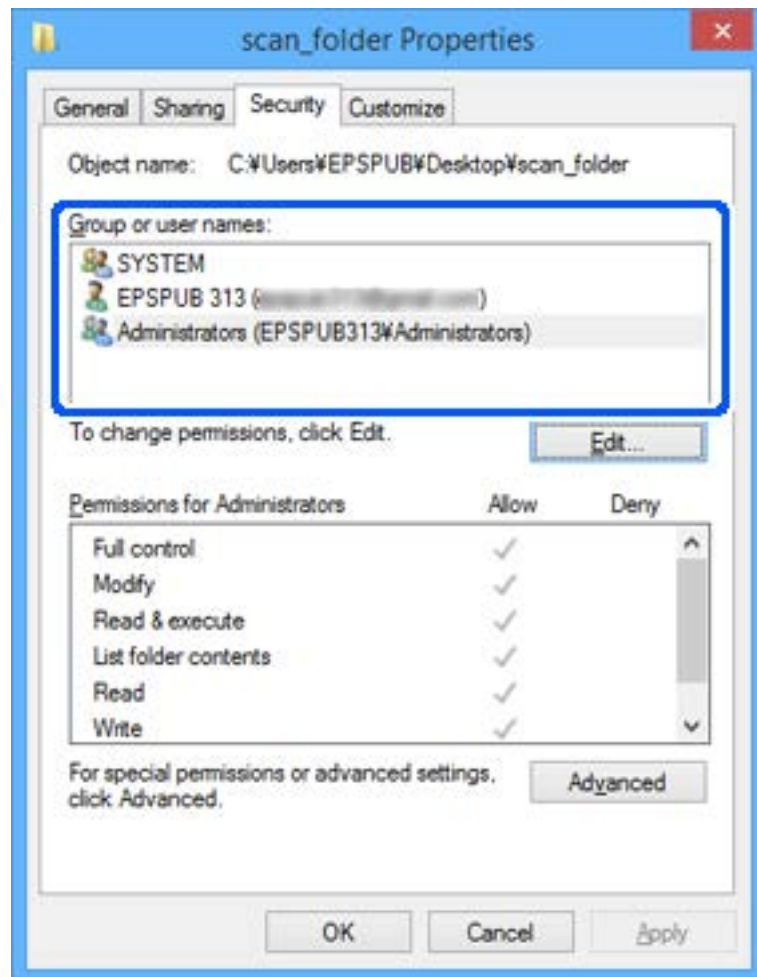 scan_folder Properties
General Sharing Security Customize
Object name: C:¥Users¥EPSPUB¥Desktop¥scan_folder
Group or user names:
SYSTEM
EPSPUB 313 ( )
Administrators (EPSPUB313¥Administrators)
To change permissions, click Edit.
Edit...
Permissions for Administrators Allow Deny
Full control
Modify
Read & execute
List folder contents
Read
Write
For special permissions or advanced settings,
click Advanced.
Advanced
OK Cancel Apply